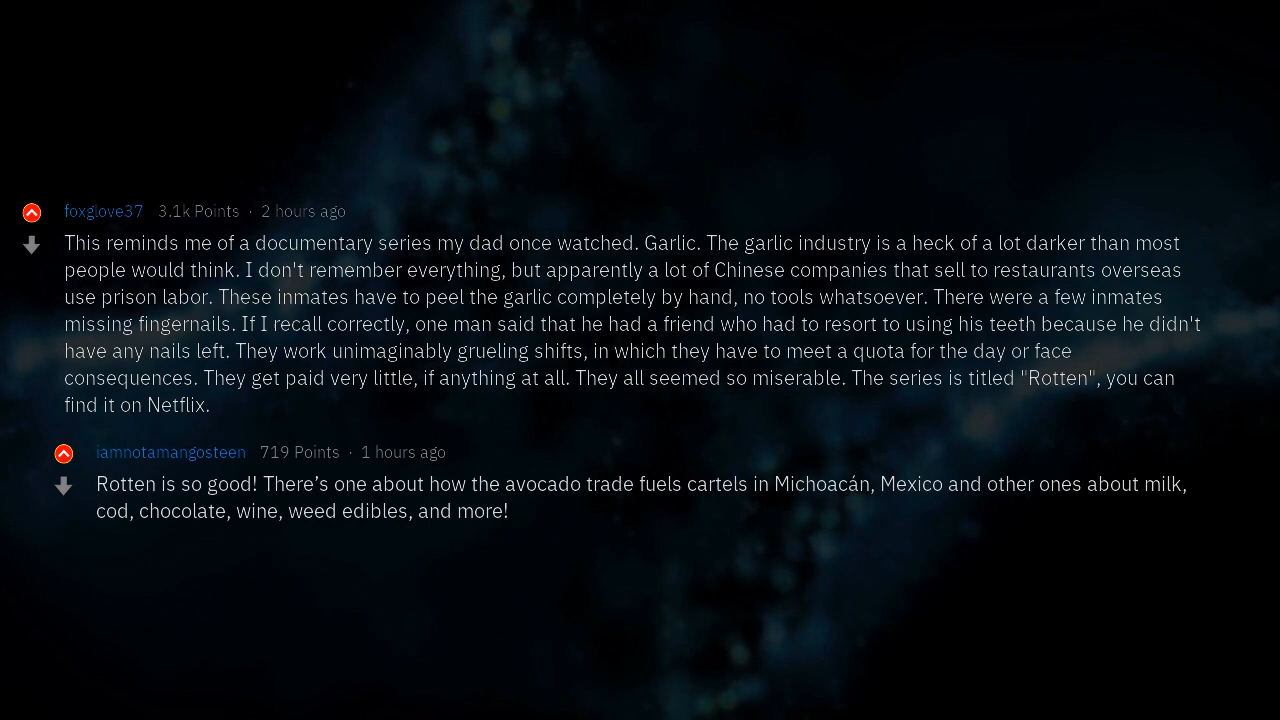 foxglove37 3.1k Points · 2 hours ago
This reminds me of a documentary series my dad once watched. Garlic. The garlic industry is a heck of a lot darker than most
people would think. I don't remember everything, but apparently a lot of Chinese companies that sell to restaurants overseas
use prison labor. These inmates have to peel the garlic completely by hand, no tools whatsoever. There were a few inmates
missing fingernails. If I recall correctly, one man said that he had a friend who had to resort to using his teeth because he didn't
have any nails left. They work unimaginably grueling shifts, in which they have to meet a quota for the day or face
consequences. They get paid very little, if anything at all. They all seemed so miserable. The series is titled "Rotten", you can
find it on Netflix.
iamnotamangosteen 719 Points · 1 hours ago
Rotten is so good! There’s one about how the avocado trade fuels cartels in Michoacán, Mexico and other ones about milk,
cod, chocolate, wine, weed edibles, and more!